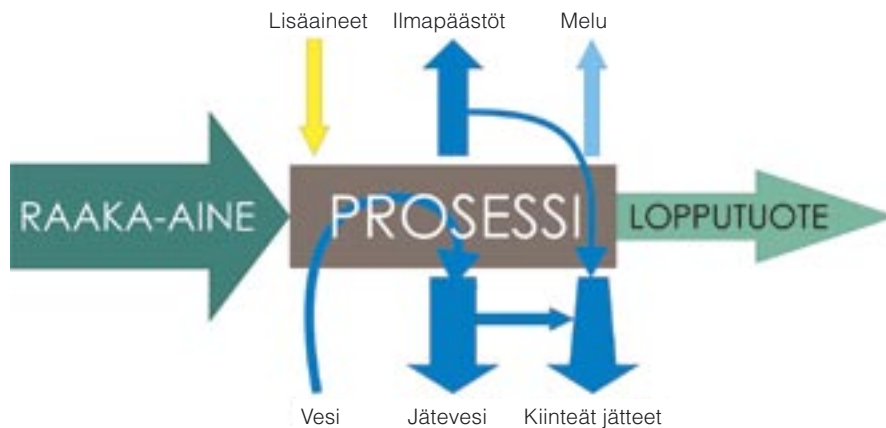 Lisäaineet Ilmapäästöt Melu
RAAKA-AINE PROSESSI LOPPUTUOTE
Vesi Jätevesi Kiinteät jätteet